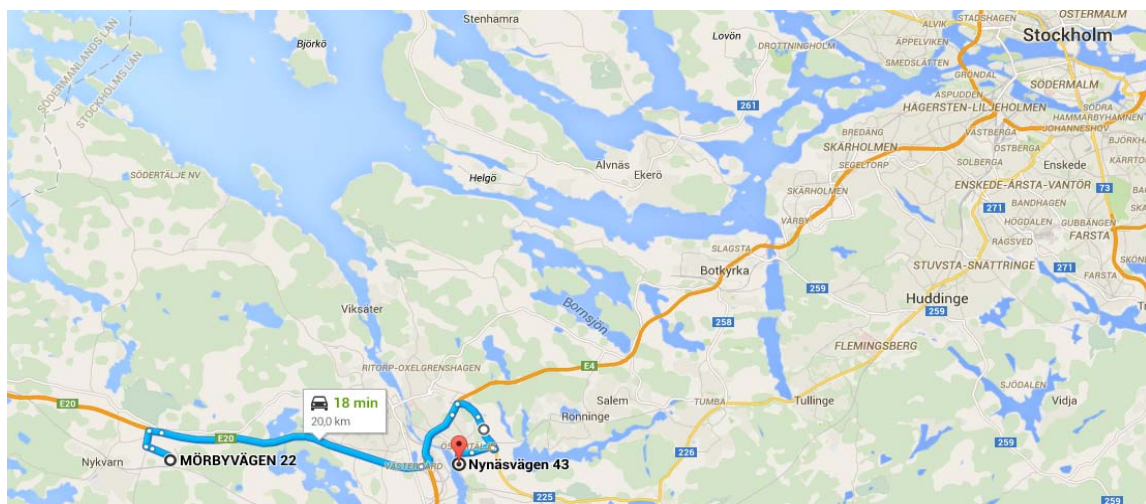 Stenhamra
Björkö
Lovön
DROTTNINGHOLM
ALVIK
STADSHAGEN
ÖSTERMALM
ÄPPELVIKEN
Stockholm
SMEDSLÄTTEN
GRÖNDAL
SÖDERMANLANDS LÄN
STOCKHOLMS LÄN
261
ASPUDDEN
SÖDERMALM
HÄGERSTEN-LILJEHOLMEN
SÖDRA
HAMMARBYHAMNEN
BREDÄNG
VÄSTBERGA
JOHANNESHOV
SKÄRHOLMEN
ÖSTBERGA
BJÖRKHA
SÖDERTÄLJE NV
Alvnäs
SEGELTORP
SOLBERGA
Enskede
KÄRRTO
Helgö
Ekerö
SKÄRHOLMEN
ENSKEDE-ÅRSTA-VANTÖR
73
BANDHAGEN
271
HÖGDALEN
GUBBÄNGEN
VÅRBY
RÅGSVED
FARSTA
SLAGSTA
STUVSTA-SNÄTTRINGE
271
Botkyrka
259
FARSTA
Viksäter
Bornsjön
258
Huddinge
259
FLEMINGSBERG
RITORP-OXELGRENSHAGEN
E4
SJÖDALEN
18 min
20,0 km
E20
Salem
TUMBA
Tullinge
Vidja
Rönninge
E20
259
Nykvarn
MÖRBYVÄGEN 22
Nynäsvägen 43
226
225
259